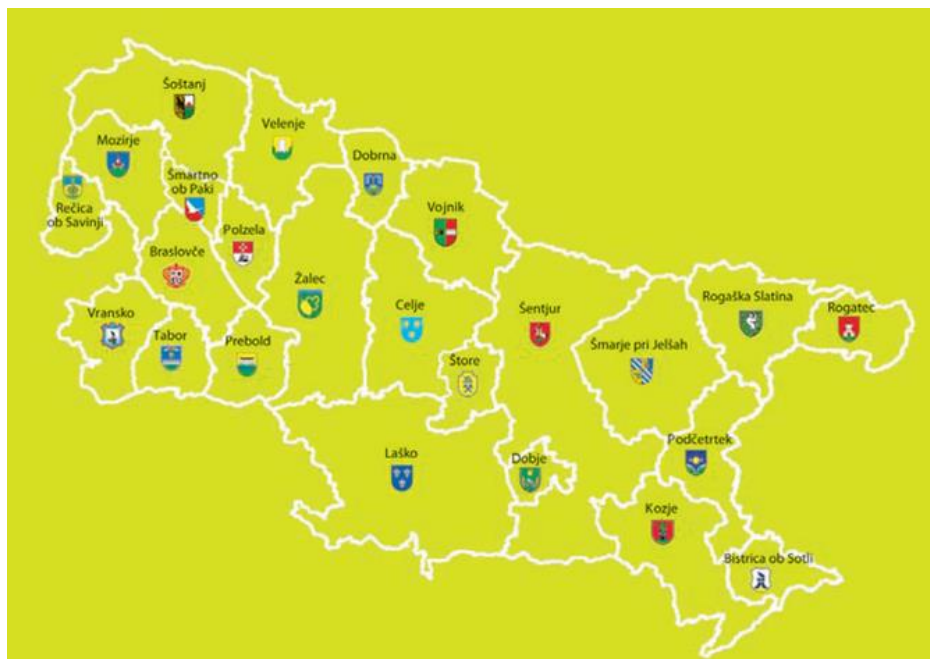 Šoštanj
Velenje
Mozirje
Dobrna
Šmartno
ob Paki
Rečica
ob Savinji
Vojnik
Polzela
Braslovče
Žalec
Celje
Šentjur
Rogaška Slatina
Rogatec
Vransko
Tabor
Prebold
Šmarje pri Jelšah
Štore
Podčetrtek
Laško
Dobje
Kozje
Bistrica ob Sotli